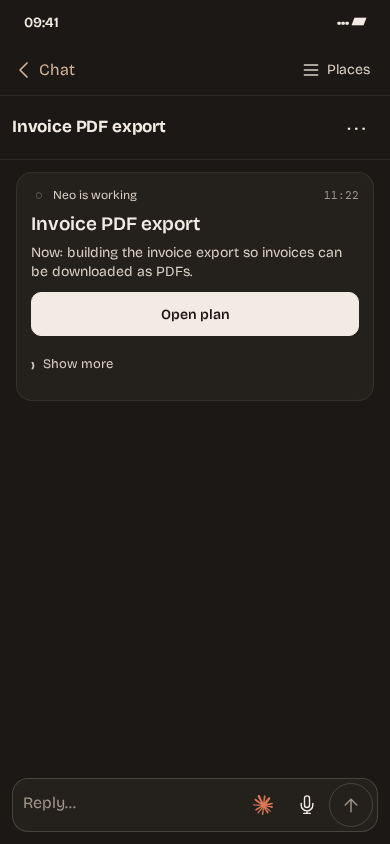 09:41
Chat
Places
Invoice PDF export
Neo is working
11:22
Invoice PDF export
Now: building the invoice export so invoices can
be downloaded as PDFs.
Open plan
Show more
Reply...